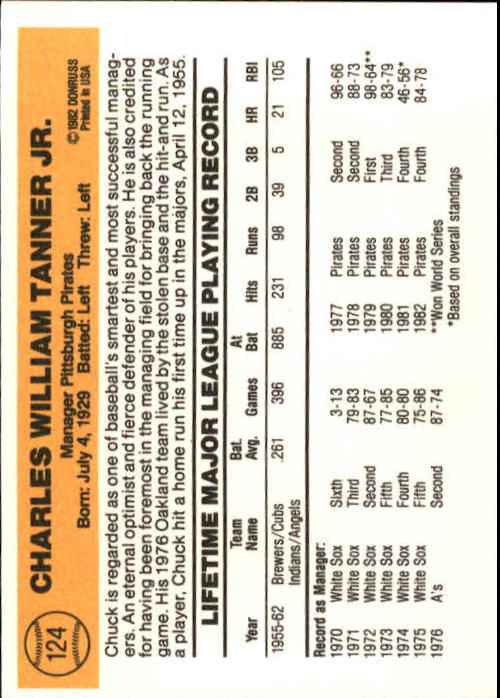 124
CHARLES WILLIAM TANNER JR.
Manager Pittsburgh Pirates
©1982 DONRUSS
Born: July 4, 1929 Batted: Left Threw: Left
Printed in USA
Chuck is regarded as one of baseball's smartest and most successful manag-
ers. An eternal optimist and fierce defender of his players. He is also credited
for having been foremost in the managing field for bringing back the running
game. His 1976 Oakland team lived by the stolen base and the hit-and run. As
a player, Chuck hit a home run his first time up in the majors, April 12, 1955.
LIFETIME MAJOR LEAGUE PLAYING RECORD
Team Bat. At
Year Name Avg. Games Bat Hits Runs 2B 3B HR RBI
1955-62 Brewers/Cubs .261 396 885 231 98 39 5 21 105
Indians/Angels
Record as Manager:
1970 White Sox Sixth 3-13 1977 Pirates Second 96-66
1971 White Sox Third 79-83 1978 Pirates Second 88-73
1972 White Sox Second 87-67 1979 Pirates First 98-64**
1973 White Sox Fifth 77-85 1980 Pirates Third 83-79
1974 White Sox Fourth 80-80 1981 Pirates Fourth 46-56*
1975 White Sox Fifth 75-86 1982 Pirates Fourth 84-78
1976 A's Second 87-74 **Won World Series
*Based on overall standings